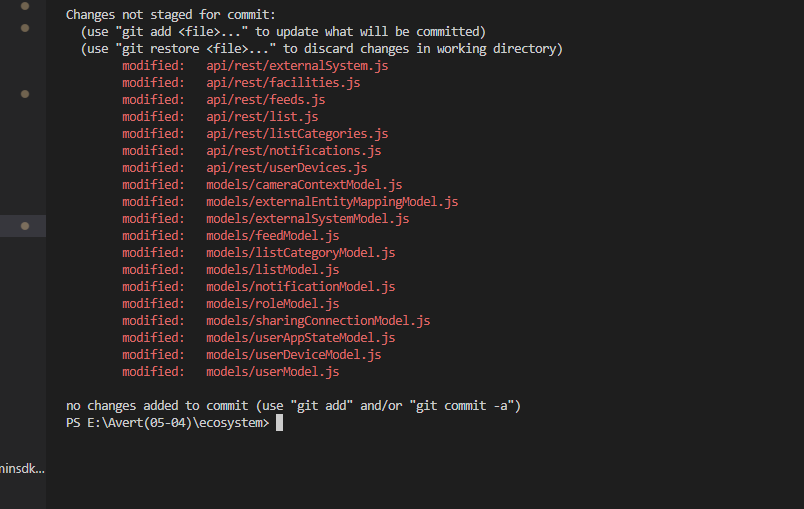 Changes not staged for commit:
(use "git add <file>..." to update what will be committed)
(use "git restore <file>..." to discard changes in working directory)
modified: api/rest/externalSystem.js
modified: api/rest/facilities.js
modified: api/rest/feeds.js
modified: api/rest/list.js
modified: api/rest/listCategories.js
modified: api/rest/notifications.js
modified: api/rest/userDevices.js
modified: models/cameraContextModel.js
modified: models/externalEntityMappingModel.js
modified: models/externalSystemModel.js
modified: models/feedModel.js
modified: models/listCategoryModel.js
modified: models/listModel.js
modified: models/notificationModel.js
modified: models/roleModel.js
modified: models/sharingConnectionModel.js
modified: models/userAppStateModel.js
modified: models/userDeviceModel.js
modified: models/userModel.js
no changes added to commit (use "git add" and/or "git commit -a")
PS E:\Avert(05-04)\ecosystem>
minsdk...